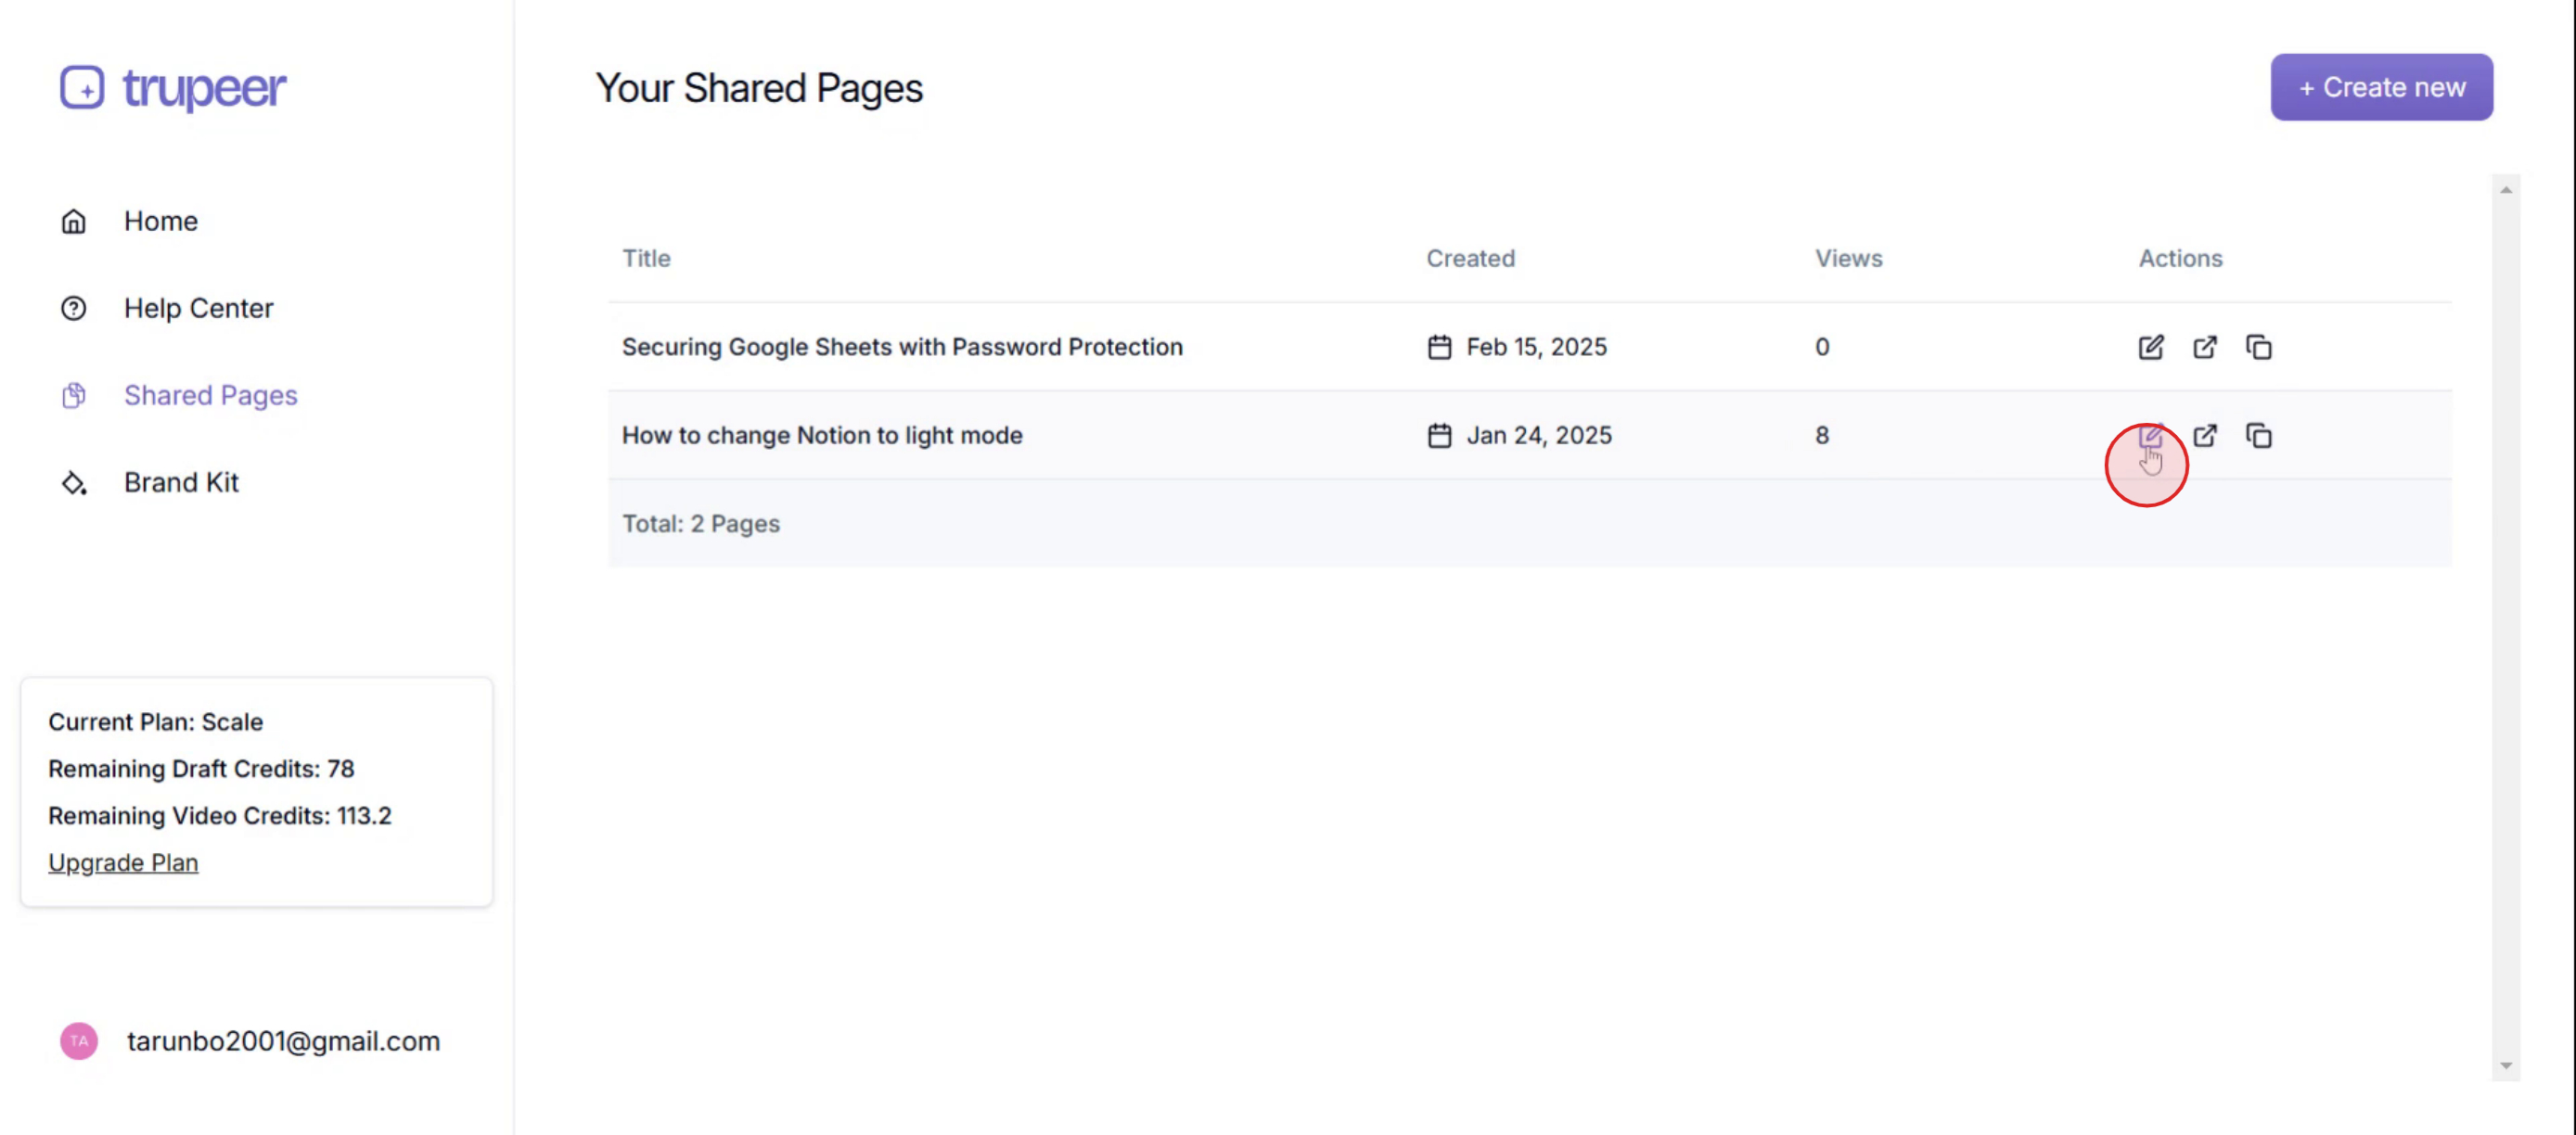 trupeer
Your Shared Pages
+ Create new
Home
Help Center
Shared Pages
Brand Kit
Title Created Views Actions
Securing Google Sheets with Password Protection Feb 15, 2025 0
How to change Notion to light mode Jan 24, 2025 8
Total: 2 Pages
Current Plan: Scale
Remaining Draft Credits: 78
Remaining Video Credits: 113.2
Upgrade Plan
TA tarunbo2001@gmail.com